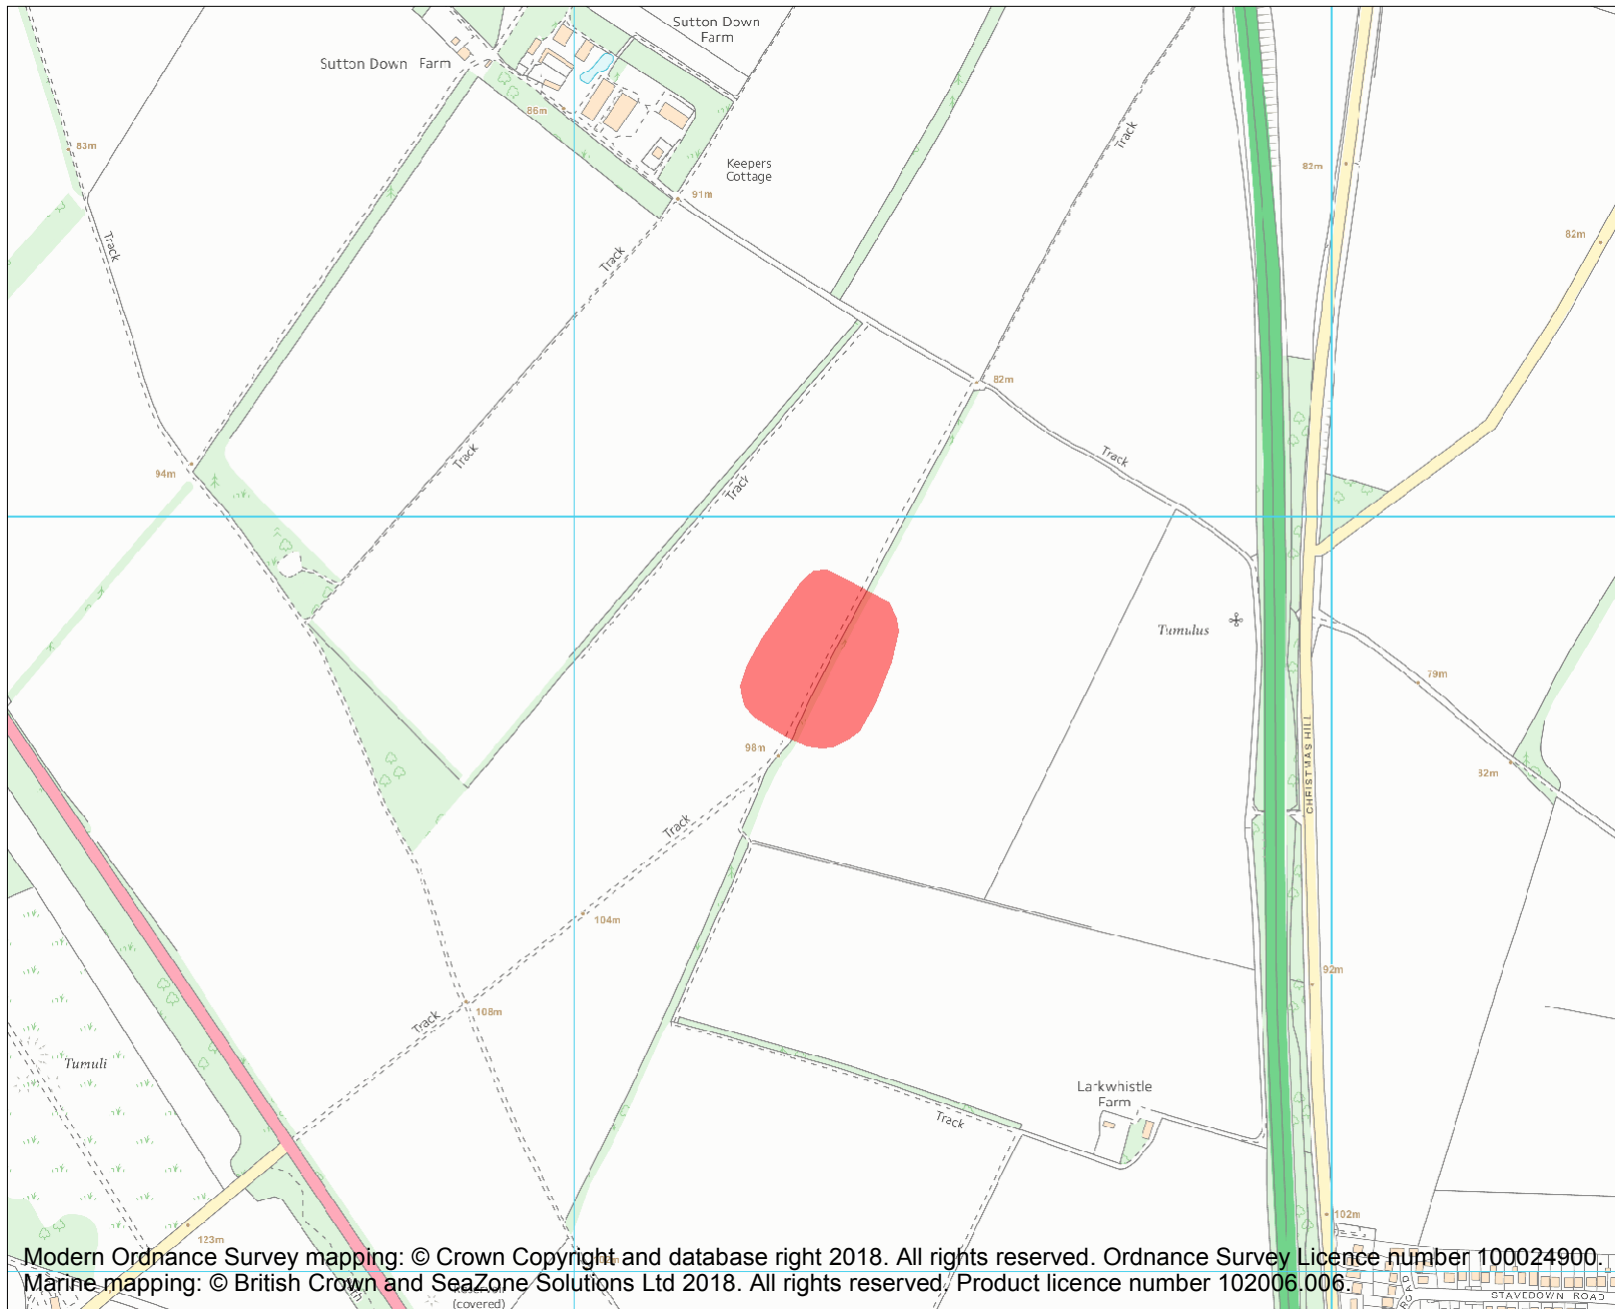 Sutton Down
Farm
Sutton Down Farm
86m
83m
82m
Track
Keepers
Cottage
91m
82m
Track
Track
82m
Track
Track
94m
Track
Tumulus
79m
98m
CHRISTMAS HILL
Track
104m
92m
108m
Track
Tumuli
Larkwhistle
Farm
Track
102m
123m
Modern Ordnance Survey mapping: © Crown Copyright and database right 2018. All rights reserved. Ordnance Survey Licence number 100024900.
Marine mapping: © British Crown and SeaZone Solutions Ltd 2018. All rights reserved. Product licence number 102006.006.
STAVEDOWN ROAD
(covered)